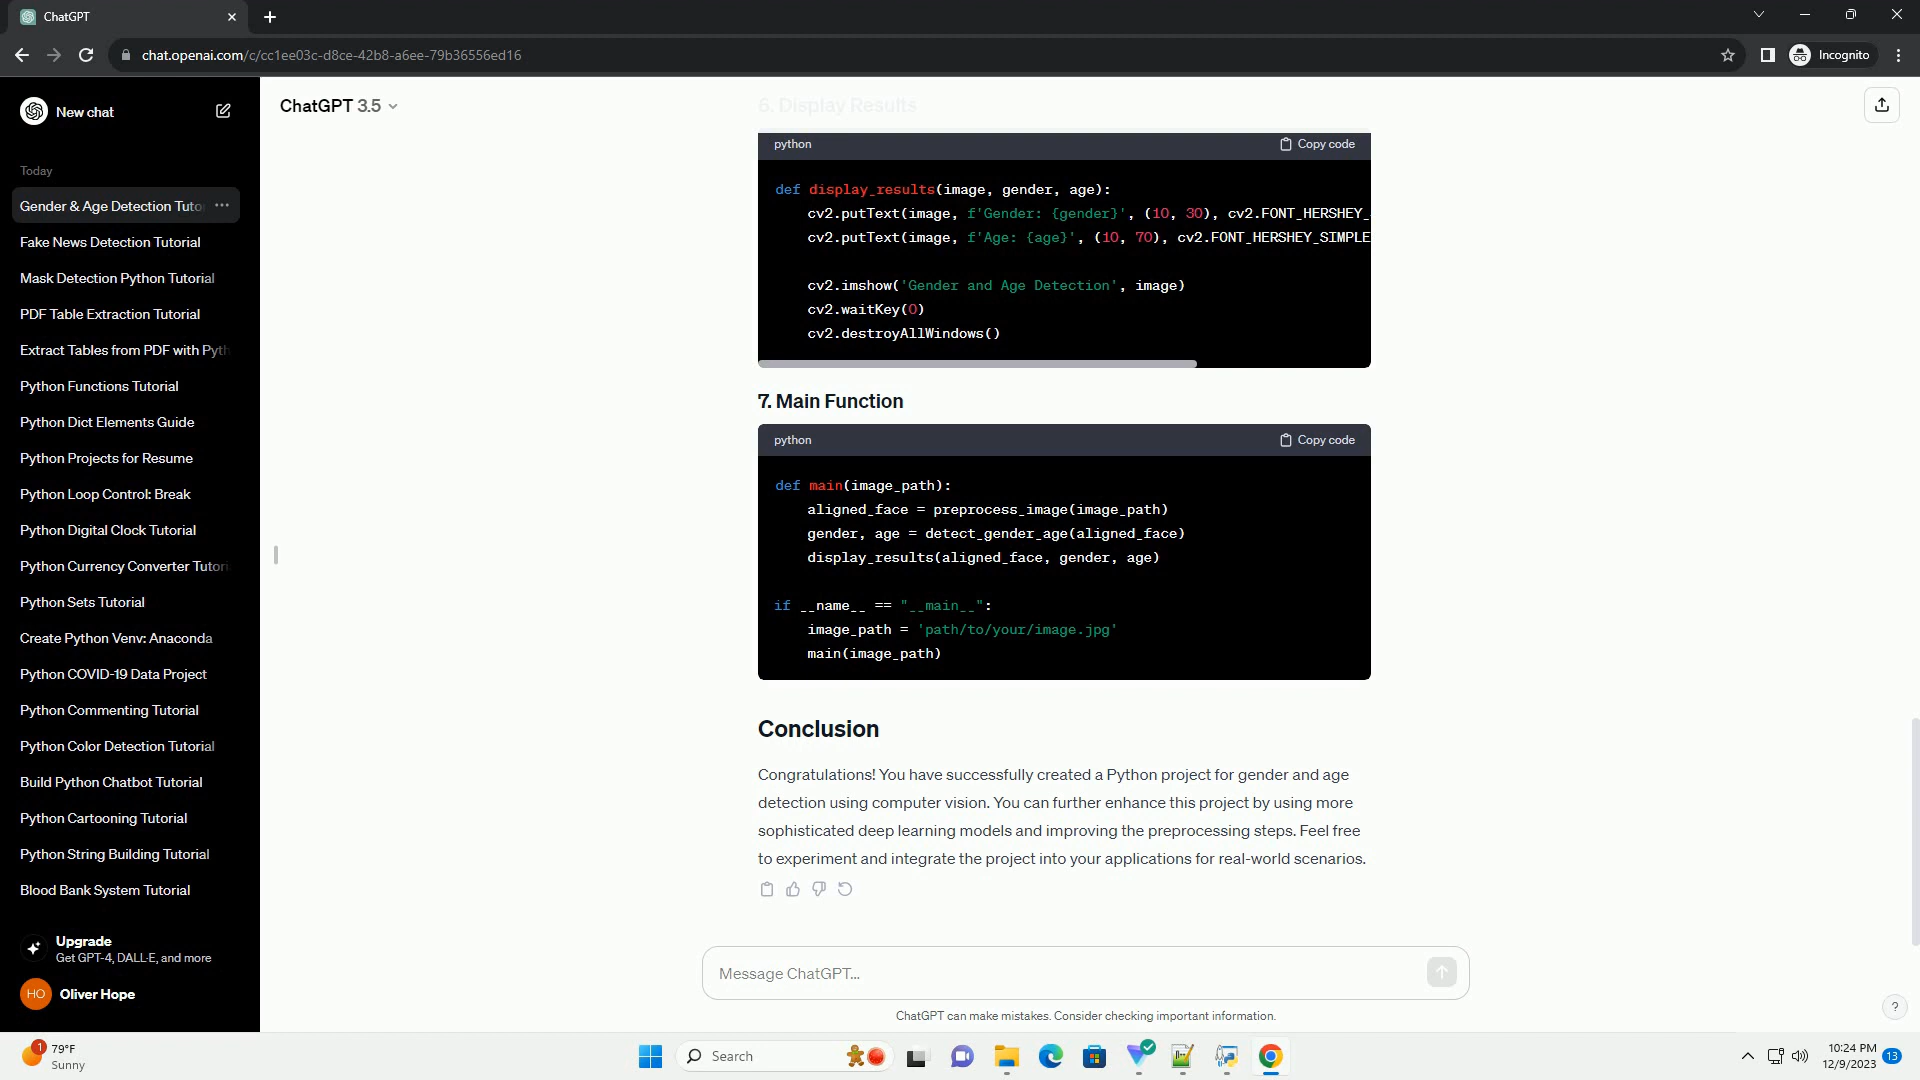 ChatGPT
chat.openai.com/c/cc1ee03c-d8ce-42b8-a6ee-79b36556ed16
Incognito
New chat
Today
Gender & Age Detection Tuto
Fake News Detection Tutorial
Mask Detection Python Tutorial
PDF Table Extraction Tutorial
Extract Tables from PDF with Pyth
Python Functions Tutorial
Python Dict Elements Guide
Python Projects for Resume
Python Loop Control: Break
Python Digital Clock Tutorial
Python Currency Converter Tutori
Python Sets Tutorial
Create Python Venv: Anaconda
Python COVID-19 Data Project
Python Commenting Tutorial
Python Color Detection Tutorial
Build Python Chatbot Tutorial
Python Cartooning Tutorial
Python String Building Tutorial
Blood Bank System Tutorial
Upgrade
Get GPT-4, DALL·E, and more
HO
Oliver Hope
ChatGPT 3.5
6. Display Results
python
Copy code
def display_results(image, gender, age):
cv2.putText(image, f'Gender: {gender}', (10, 30), cv2.FONT_HERSHEY_
cv2.putText(image, f'Age: {age}', (10, 70), cv2.FONT_HERSHEY_SIMPLE
cv2.imshow('Gender and Age Detection', image)
cv2.waitKey(0)
cv2.destroyAllWindows()
7. Main Function
python
Copy code
def main(image_path):
aligned_face = preprocess_image(image_path)
gender, age = detect_gender_age(aligned_face)
display_results(aligned_face, gender, age)
if __name__ == "__main__":
image_path = 'path/to/your/image.jpg'
main(image_path)
Conclusion
Congratulations! You have successfully created a Python project for gender and age
detection using computer vision. You can further enhance this project by using more
sophisticated deep learning models and improving the preprocessing steps. Feel free
to experiment and integrate the project into your applications for real-world scenarios.
Message ChatGPT...
ChatGPT can make mistakes. Consider checking important information.
?
1
79°F
Sunny
Search
10:24 PM
12/9/2023
13